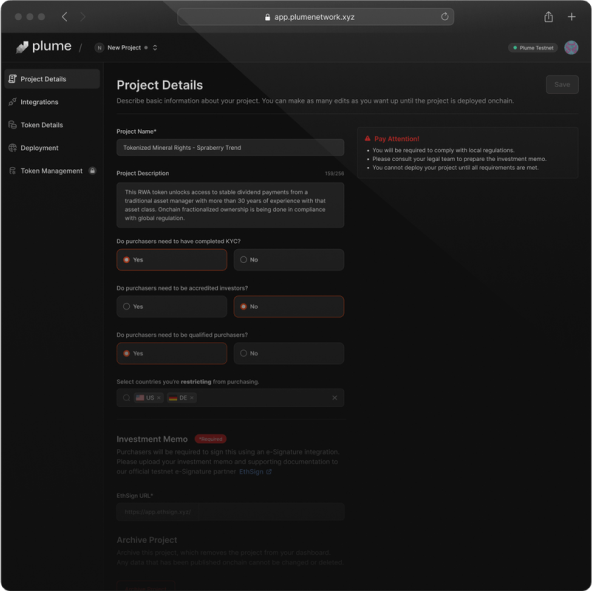 app.plumenetwork.xyz
plume / N New Project
Plume Testnet
Project Details
Integrations
Token Details
Deployment
Token Management
Project Details
Save
Describe basic information about your project. You can make as many edits as you want up until the project is deployed onchain.
Project Name*
Tokenized Mineral Rights - Spraberry Trend
Pay Attention!
You will be required to comply with local regulations.
Please consult your legal team to prepare the investment memo.
You cannot deploy your project until all requirements are met.
Project Description
This RWA token unlocks access to stable dividend payments from a
traditional asset manager with more than 30 years of experience with that
asset class. Onchain fractionalized ownership is being done in compliance
with global regulation.
Do purchasers need to have completed KYC?
Yes
No
Do purchasers need to be accredited investors?
Yes
No
Do purchasers need to be qualified purchasers?
Yes
No
Select countries you're restricting from purchasing.
US
DE
Investment Memo *Required
Purchasers will be required to sign this using an e-Signature integration.
Please upload your investment memo and supporting documentation to
our official testnet e-Signature partner EthSign
EthSign URL*
https://app.ethsign.xyz/
Archive Project
Archive this project, which removes the project from your dashboard.
Any data that has been published onchain cannot be changed or deleted.